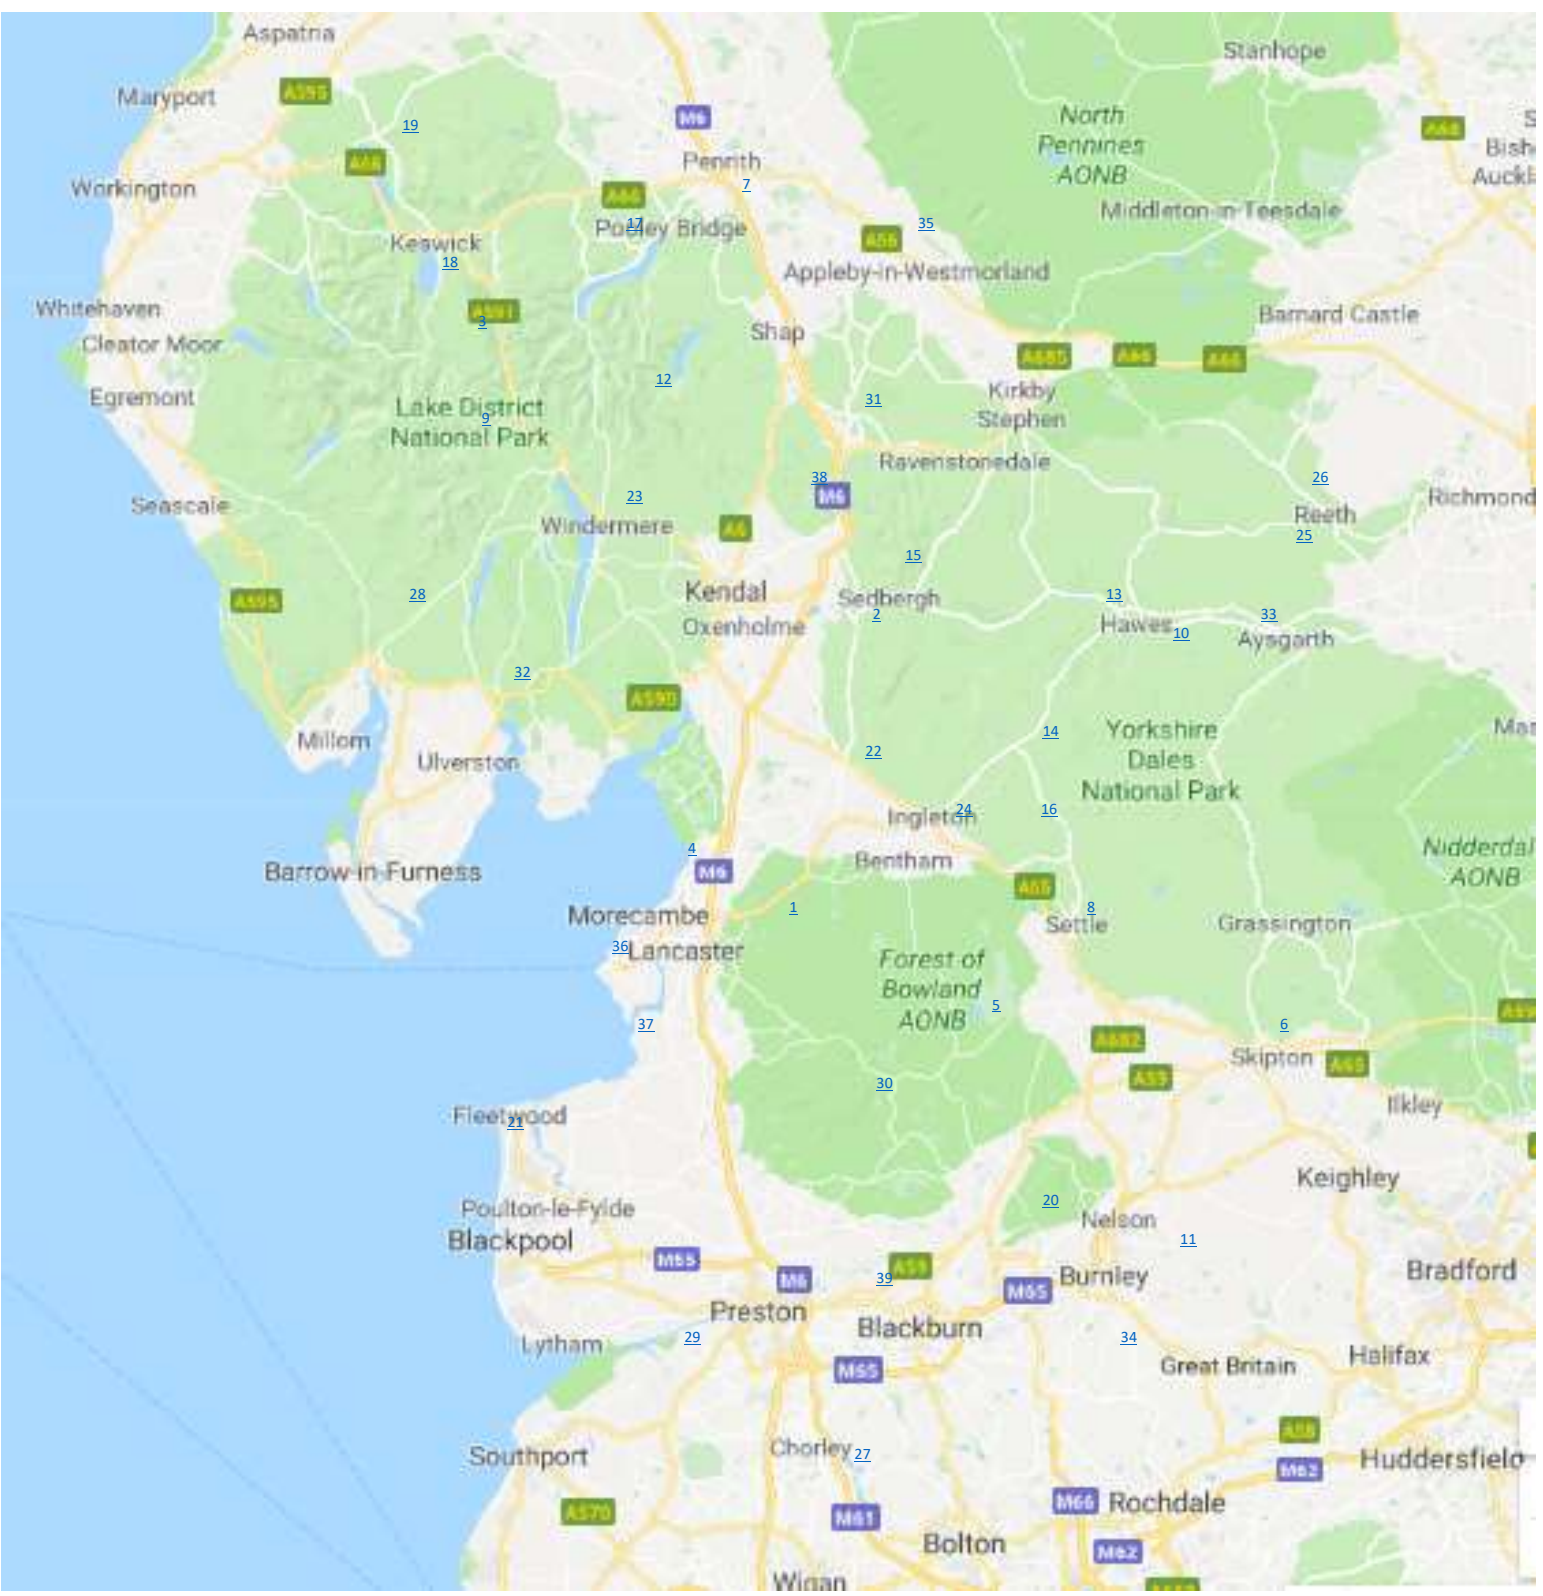 Aspatria
Stanhope
Maryport
A595
M6
North
Pennines
AONB
A68
19
Penrith
A66
Workington
7
A66
17
Pooley Bridge
Middleton-in-Teesdale
35
A66
Keswick
18
Appleby-in-Westmorland
Whitehaven
A591
3
Barnard Castle
Shap
Cleator Moor
A685
A66
A66
12
Egremont
Kirkby
Stephen
31
Lake District
National Park
9
Ravenstonedale
38
M6
26
Richmond
Seascale
23
Windermere
A6
Reeth
25
15
A595
28
Kendal
Sedbergh
2
13
Hawes
10
33
Aysgarth
Oxenholme
32
A590
Millom
Ulverston
22
14
Yorkshire
Dales
National Park
Mas
Ingleton
24
16
4
M6
Bentham
Nidderdal
AONB
Barrow-in-Furness
A65
1
8
Morecambe
Settle
Grassington
36
Lancaster
Forest of
Bowland
AONB
5
37
6
A682
Skipton
A65
A59
30
Fleetwood
21
Ilkley
Keighley
20
Poulton-le-Fylde
Nelson
Blackpool
11
M55
A59
39
M6
M65
Burnley
Bradford
Preston
Blackburn
29
34
Lytham
M65
Great Britain
Halifax
Southport
Chorley
27
A58
M62
Huddersfield
A570
M61
M66
Rochdale
Bolton
M62
Wigan